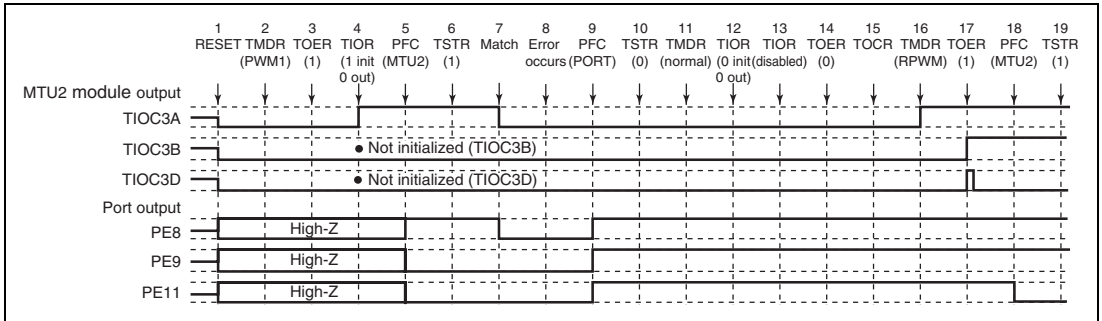 1 2 3 4 5 6 7 8 9 10 11 12 13 14 15 16 17 18 19
RESET TMDR TOER TIOR PFC TSTR Match Error PFC TSTR TMDR TIOR TIOR TOER TOCR TMDR TOER PFC TSTR
(PWM1) (1) (1 init (MTU2) (1) occurs (PORT) (0) (normal) (0 init (disabled) (0) (RPWM) (1) (MTU2) (1)
0 out) 0 out)
MTU2 module output
TIOC3A
TIOC3B • Not initialized (TIOC3B)
TIOC3D • Not initialized (TIOC3D)
Port output
PE8 High-Z
PE9 High-Z
PE11 High-Z